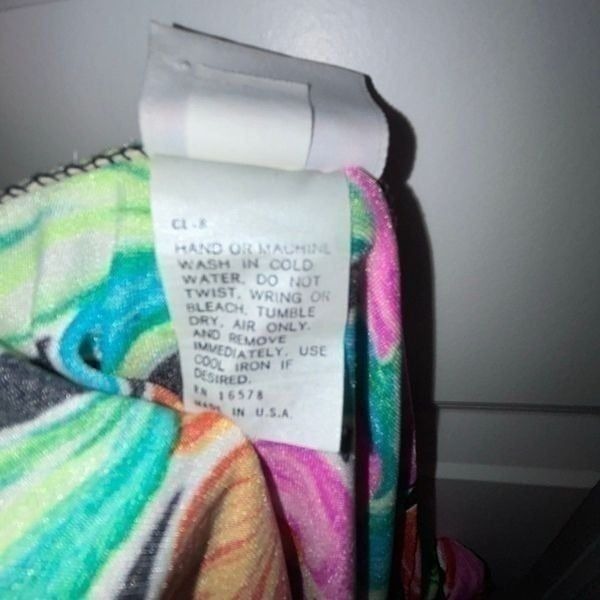 CL-8
HAND OR MACHINE
WASH IN COLD
WATER, DO NOT
TWIST, WRING OR
BLEACH. TUMBLE
DRY, AIR ONLY.
AND REMOVE
IMMEDIATELY, USE
COOL IRON IF
DESIRED.
RN 16578
MADE IN U.S.A.